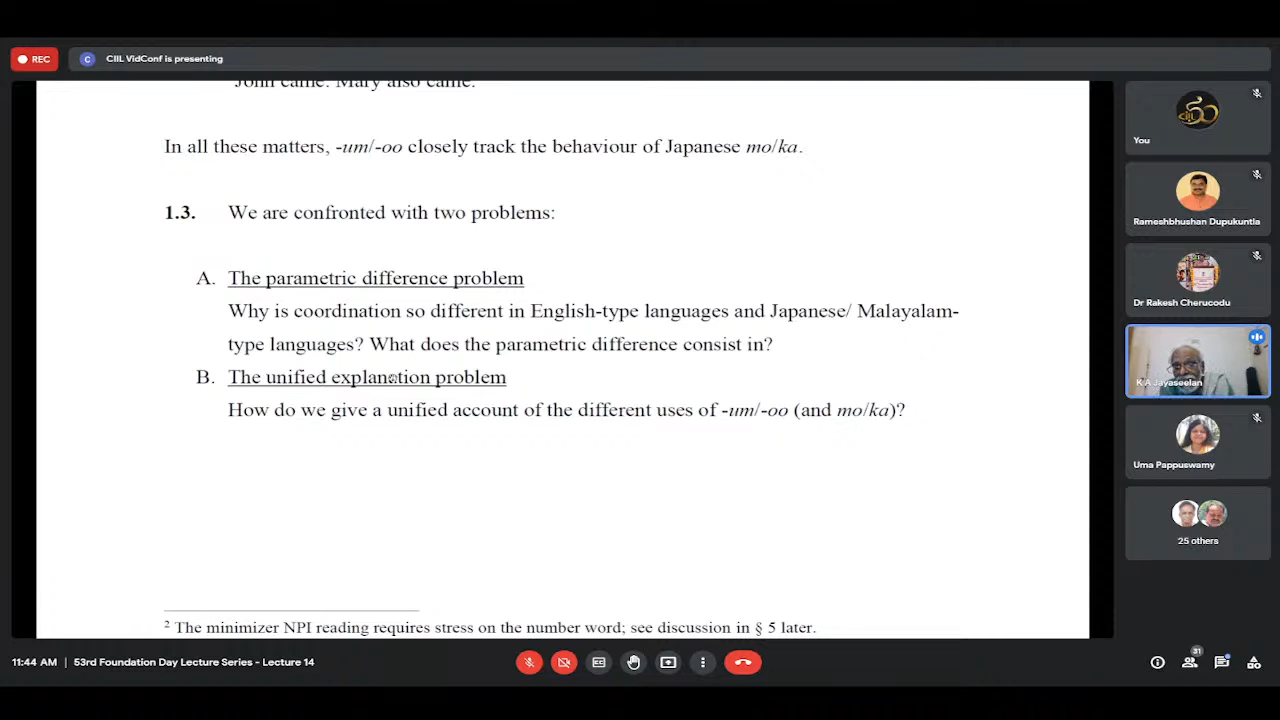 REC
C
CIIL VidConf is presenting
John came. Mary also came.
In all these matters, -um/-oo closely track the behaviour of Japanese mo/ka.
1.3. We are confronted with two problems:
A. The parametric difference problem
Why is coordination so different in English-type languages and Japanese/ Malayalam-
type languages? What does the parametric difference consist in?
B. The unified explanation problem
How do we give a unified account of the different uses of -um/-oo (and mo/ka)?
2 The minimizer NPI reading requires stress on the number word; see discussion in § 5 later.
You
Rameshbhushan Dupukuntla
Dr Rakesh Cherucodu
K A Jayaseelan
Uma Pappuswamy
25 others
11:44 AM | 53rd Foundation Day Lecture Series - Lecture 14
31